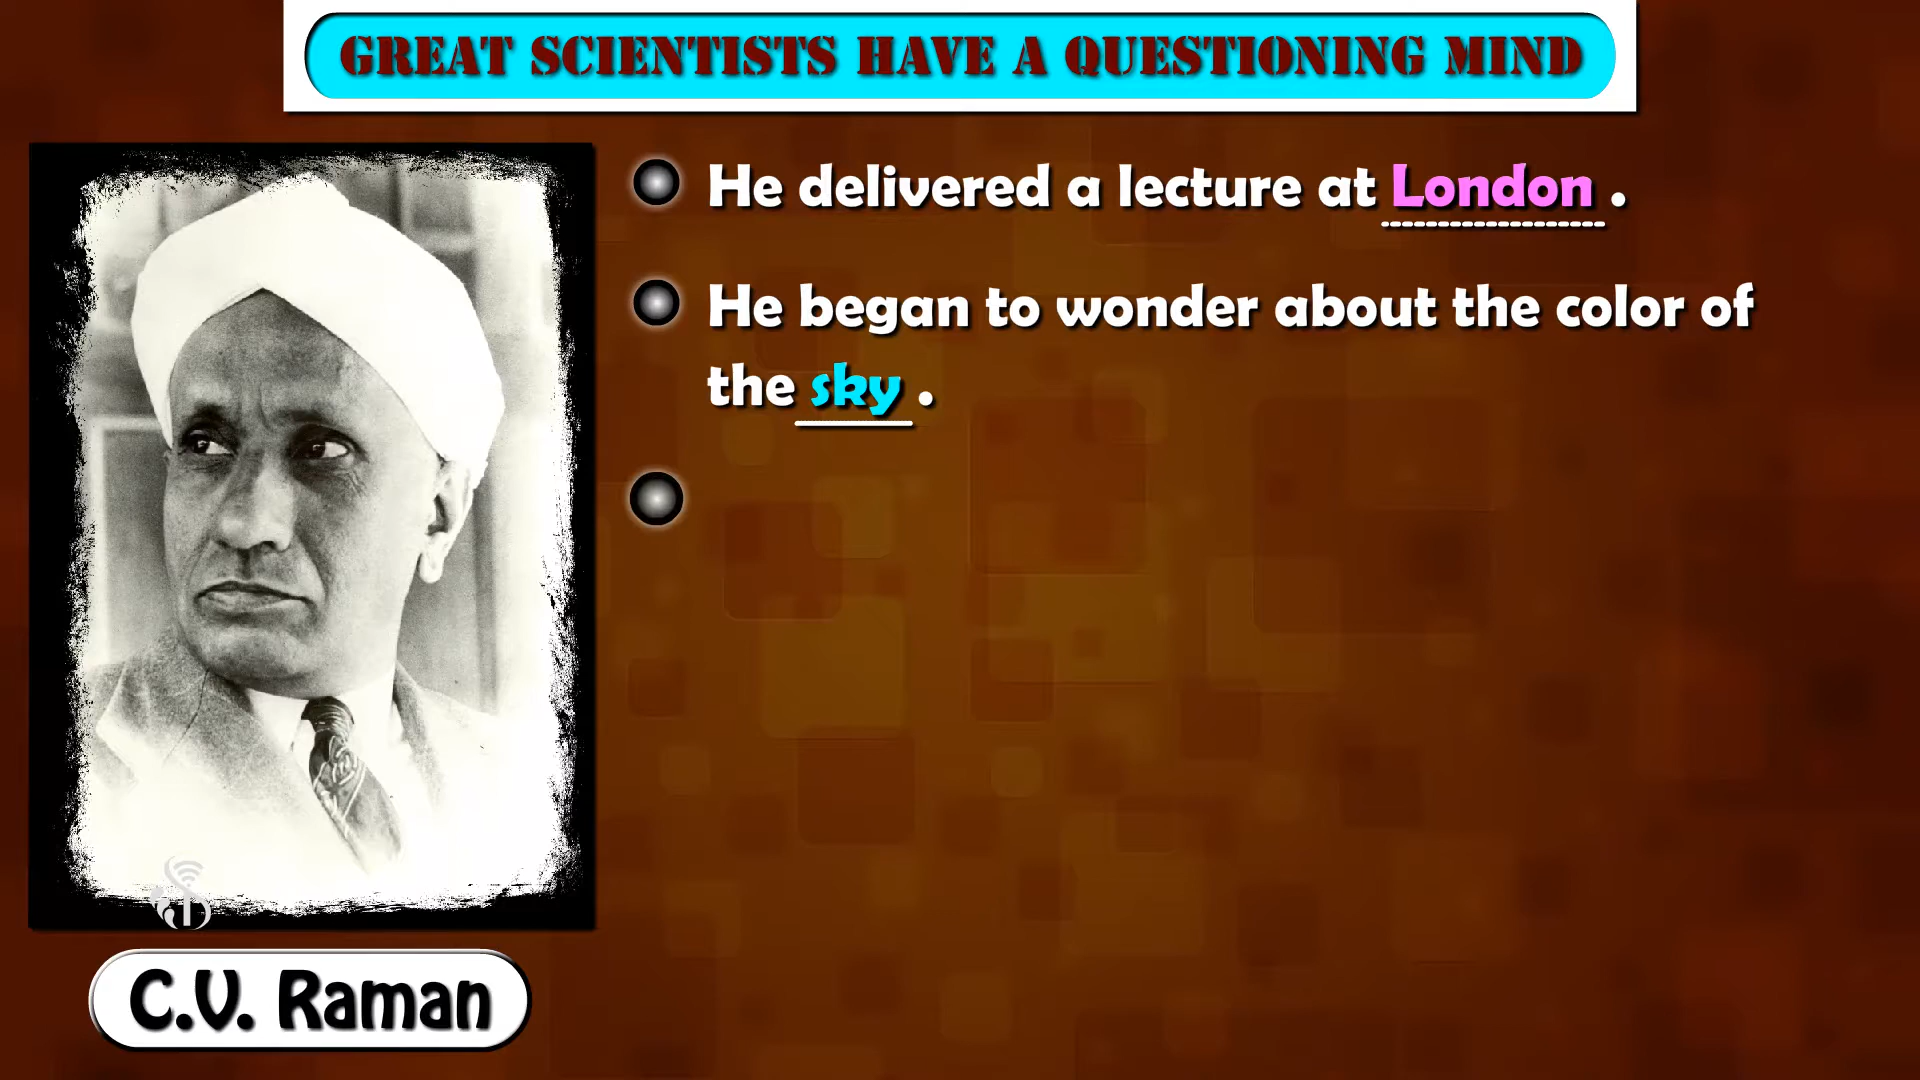 GREAT SCIENTISTS HAVE A QUESTIONING MIND
He delivered a lecture at London .
He began to wonder about the color of
the sky .
C.V. Raman